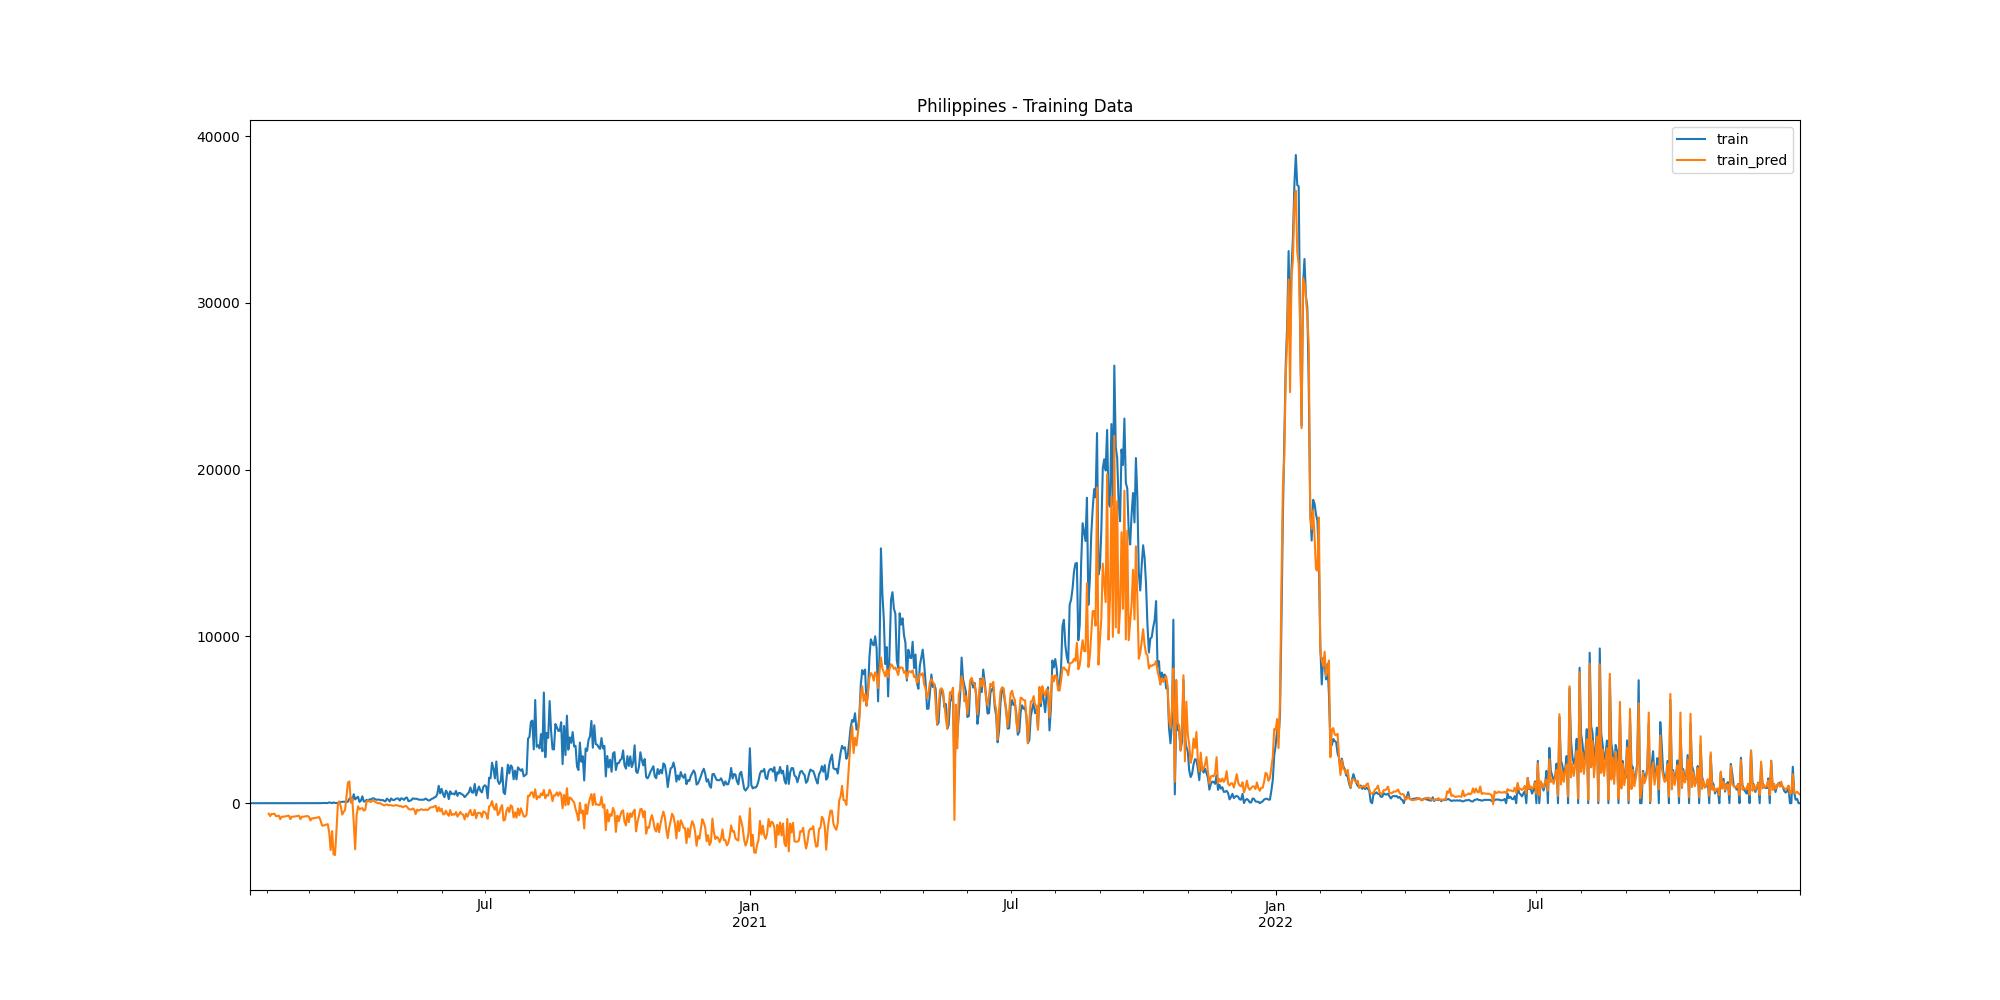 Philippines - Training Data
train
train_pred
40000
30000
20000
10000
0
Jul
Jan
2021
Jul
Jan
2022
Jul